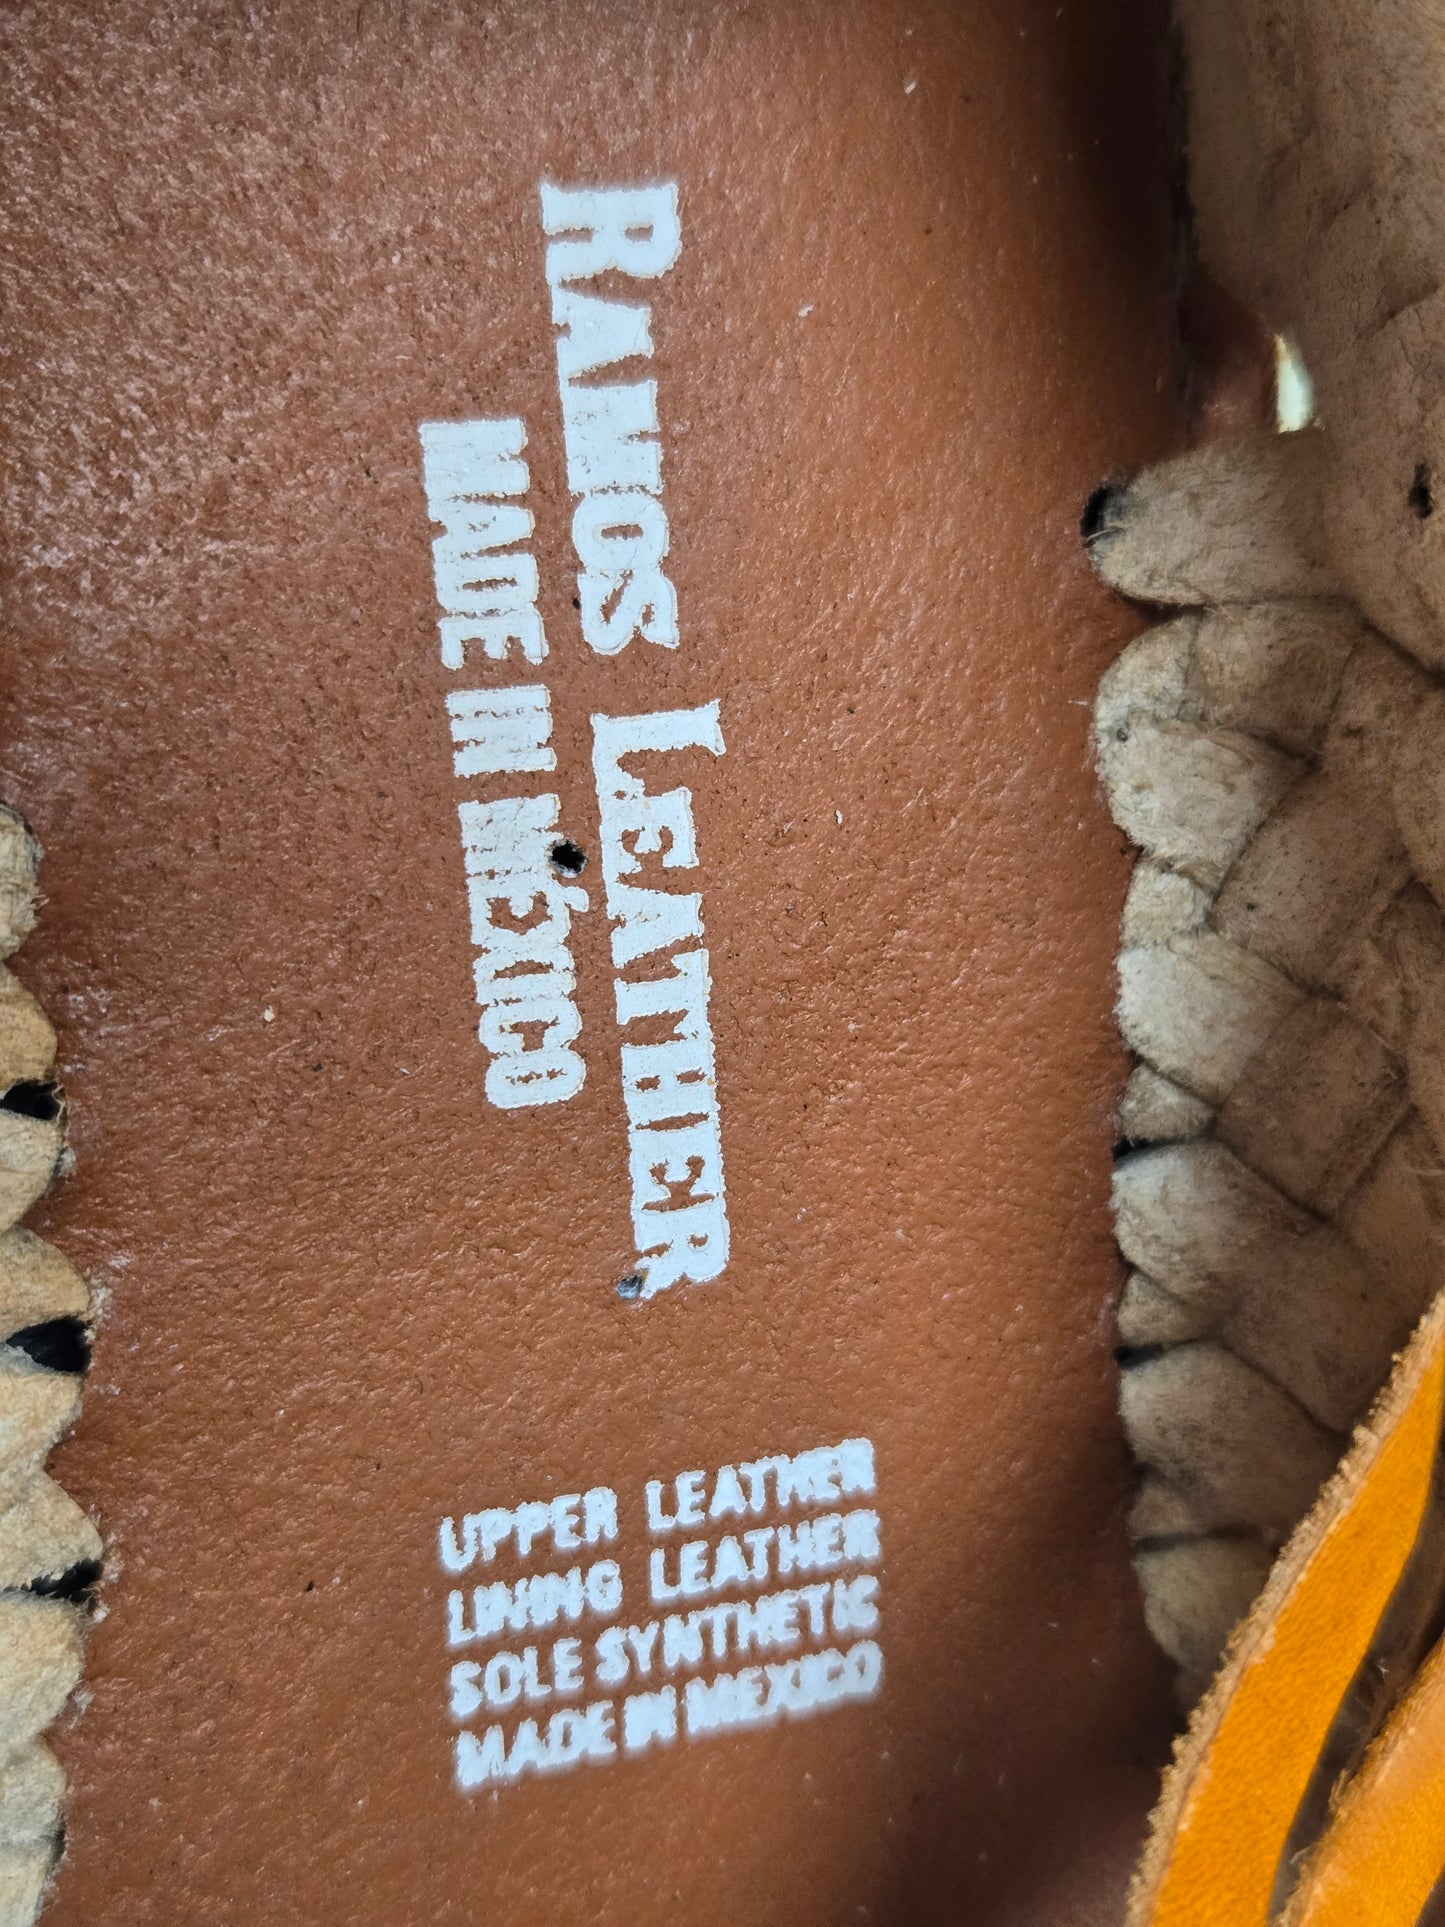 RAMOS LEATHER
MADE IN MÉXICO
UPPER LEATHER
LINING LEATHER
SOLE SYNTHETIC
MADE IN MEXICO